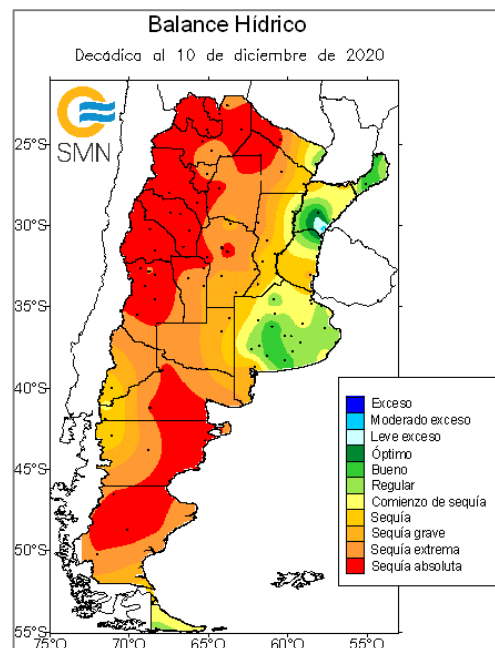 Balance Hídrico
Decádica al 10 de diciembre de 2020
SMN
25°S
30°S
35°S
40°S
45°S
50°S
55°S
75°O
70°O
65°O
60°O
55°O
Exceso
Moderado exceso
Leve exceso
Óptimo
Bueno
Regular
Comienzo de sequía
Sequía
Sequía grave
Sequía extrema
Sequía absoluta